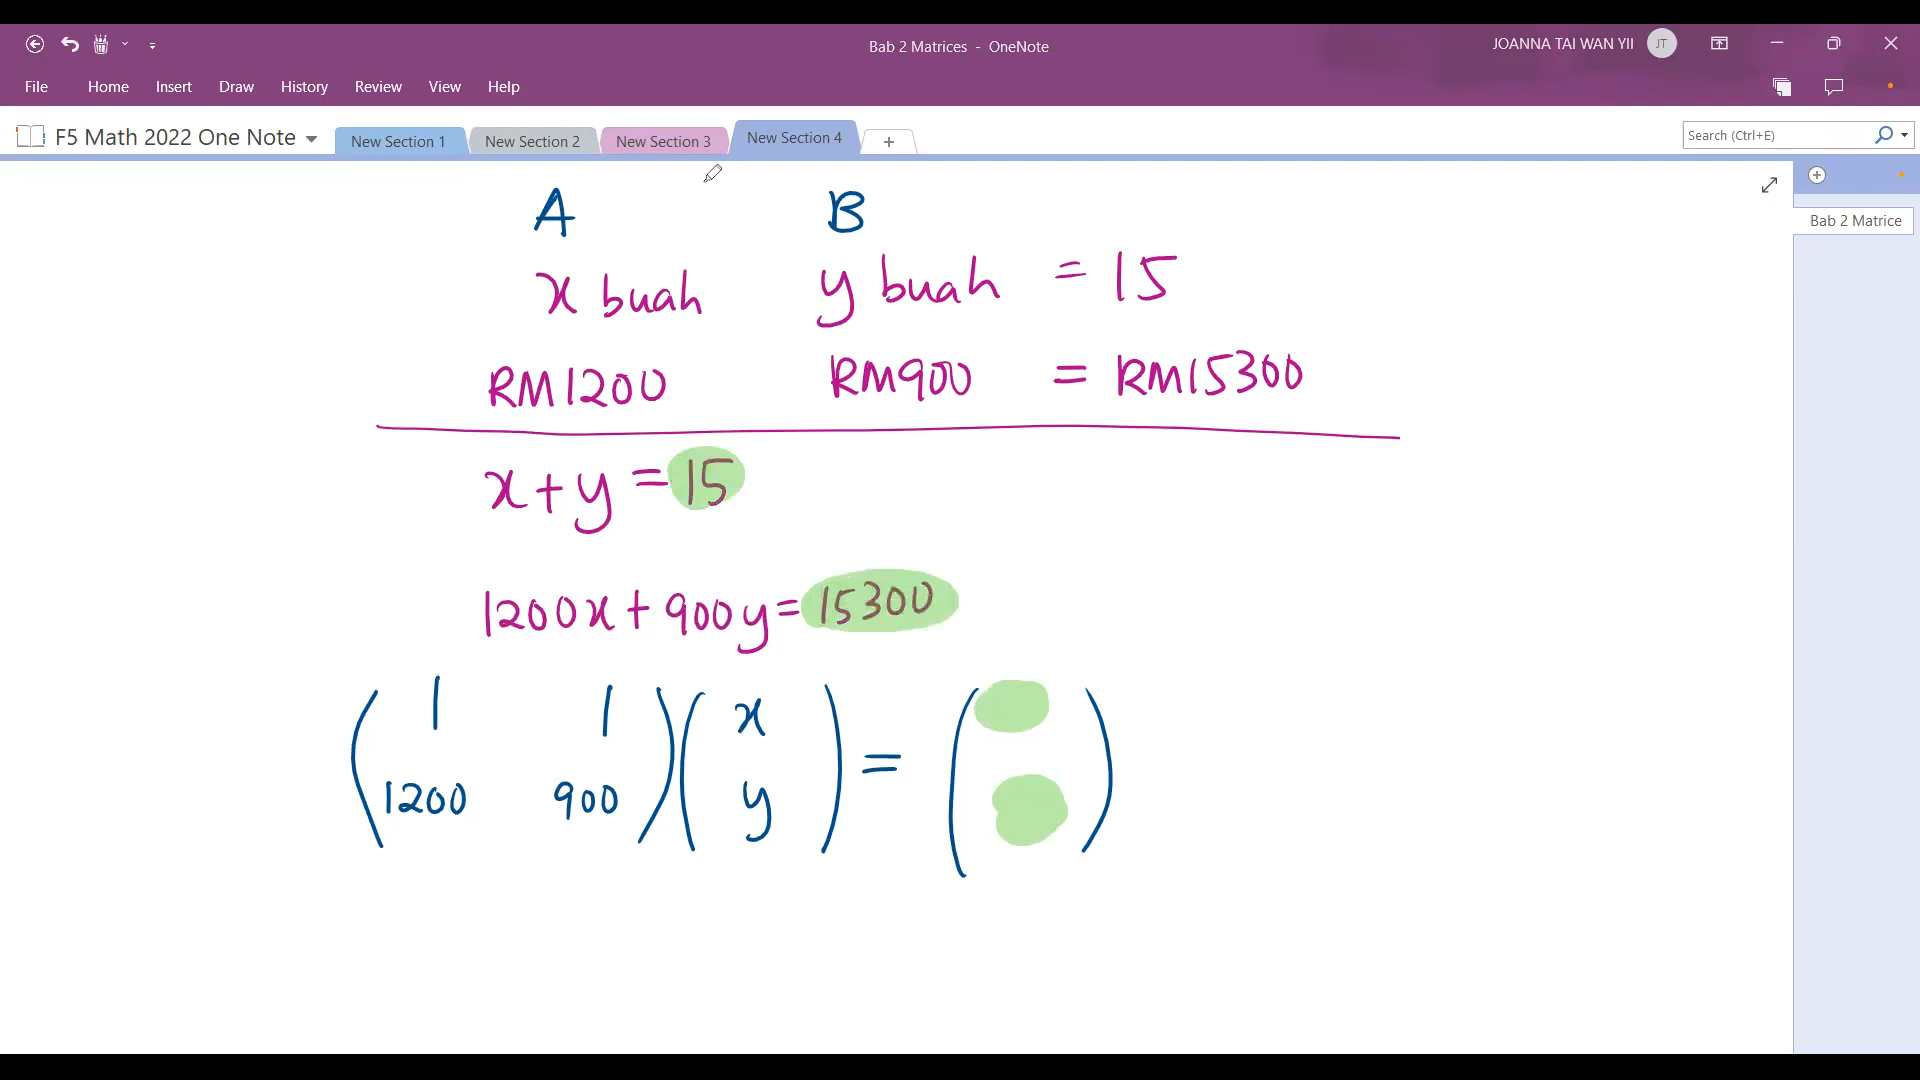 Bab 2 Matrices - OneNote
JOANNA TAI WAN YII JT
File Home Insert Draw History Review View Help
F5 Math 2022 One Note New Section 1 New Section 2 New Section 3 New Section 4 + Search (Ctrl+E)
Bab 2 Matrice
A B
x buah y buah = 15
RM1200 RM900 = RM15300
x+y=15
1200x+900y=15300
( 1 1 ) ( x ) = ( )
( 1200 900 ) ( y ) ( )